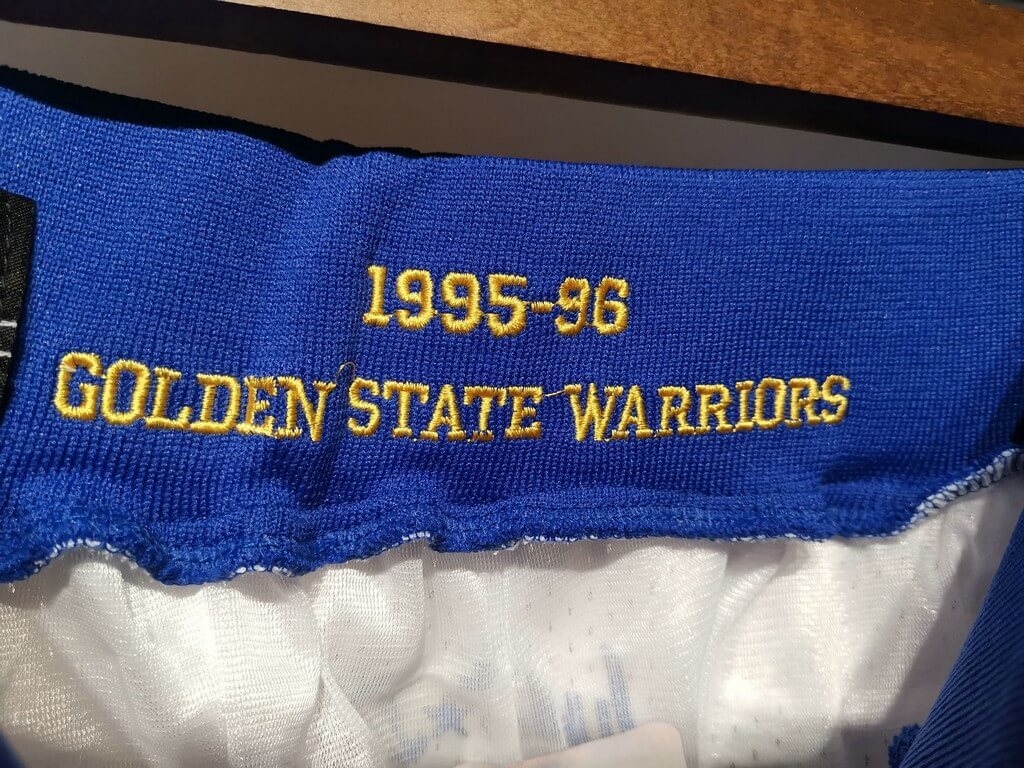 1995-96
GOLDEN STATE WARRIORS